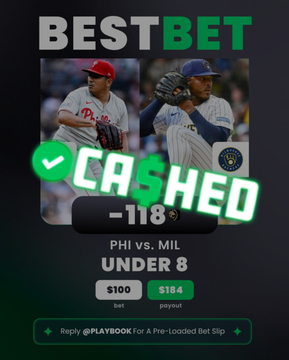 BESTBET
Phillies
CA$HED
-118
PHI vs. MIL
UNDER 8
$100 $184
bet payout
Reply @PLAYBOOK For A Pre-Loaded Bet Slip